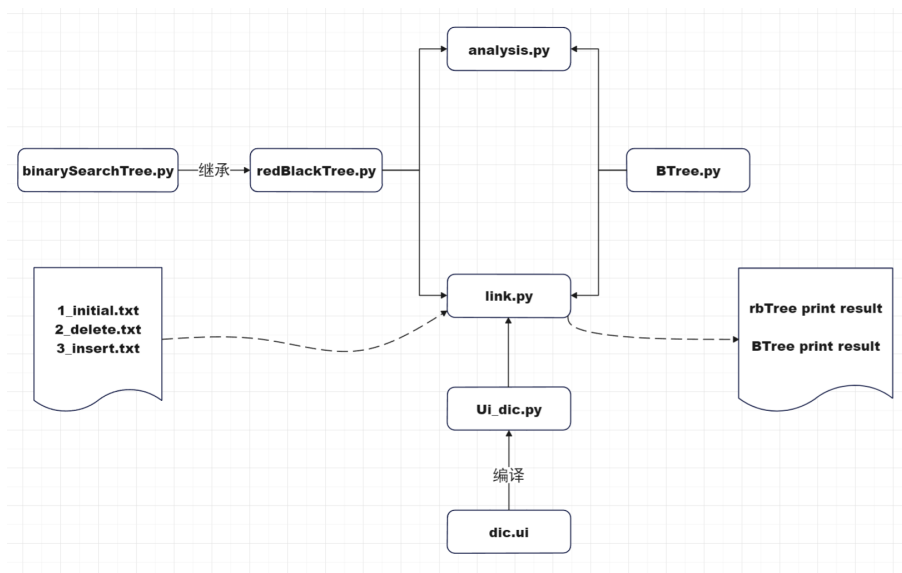 analysis.py
binarySearchTree.py
继承
redBlackTree.py
BTree.py
1_initial.txt
2_delete.txt
3_insert.txt
link.py
rbTree print result
BTree print result
Ui_dic.py
编译
dic.ui